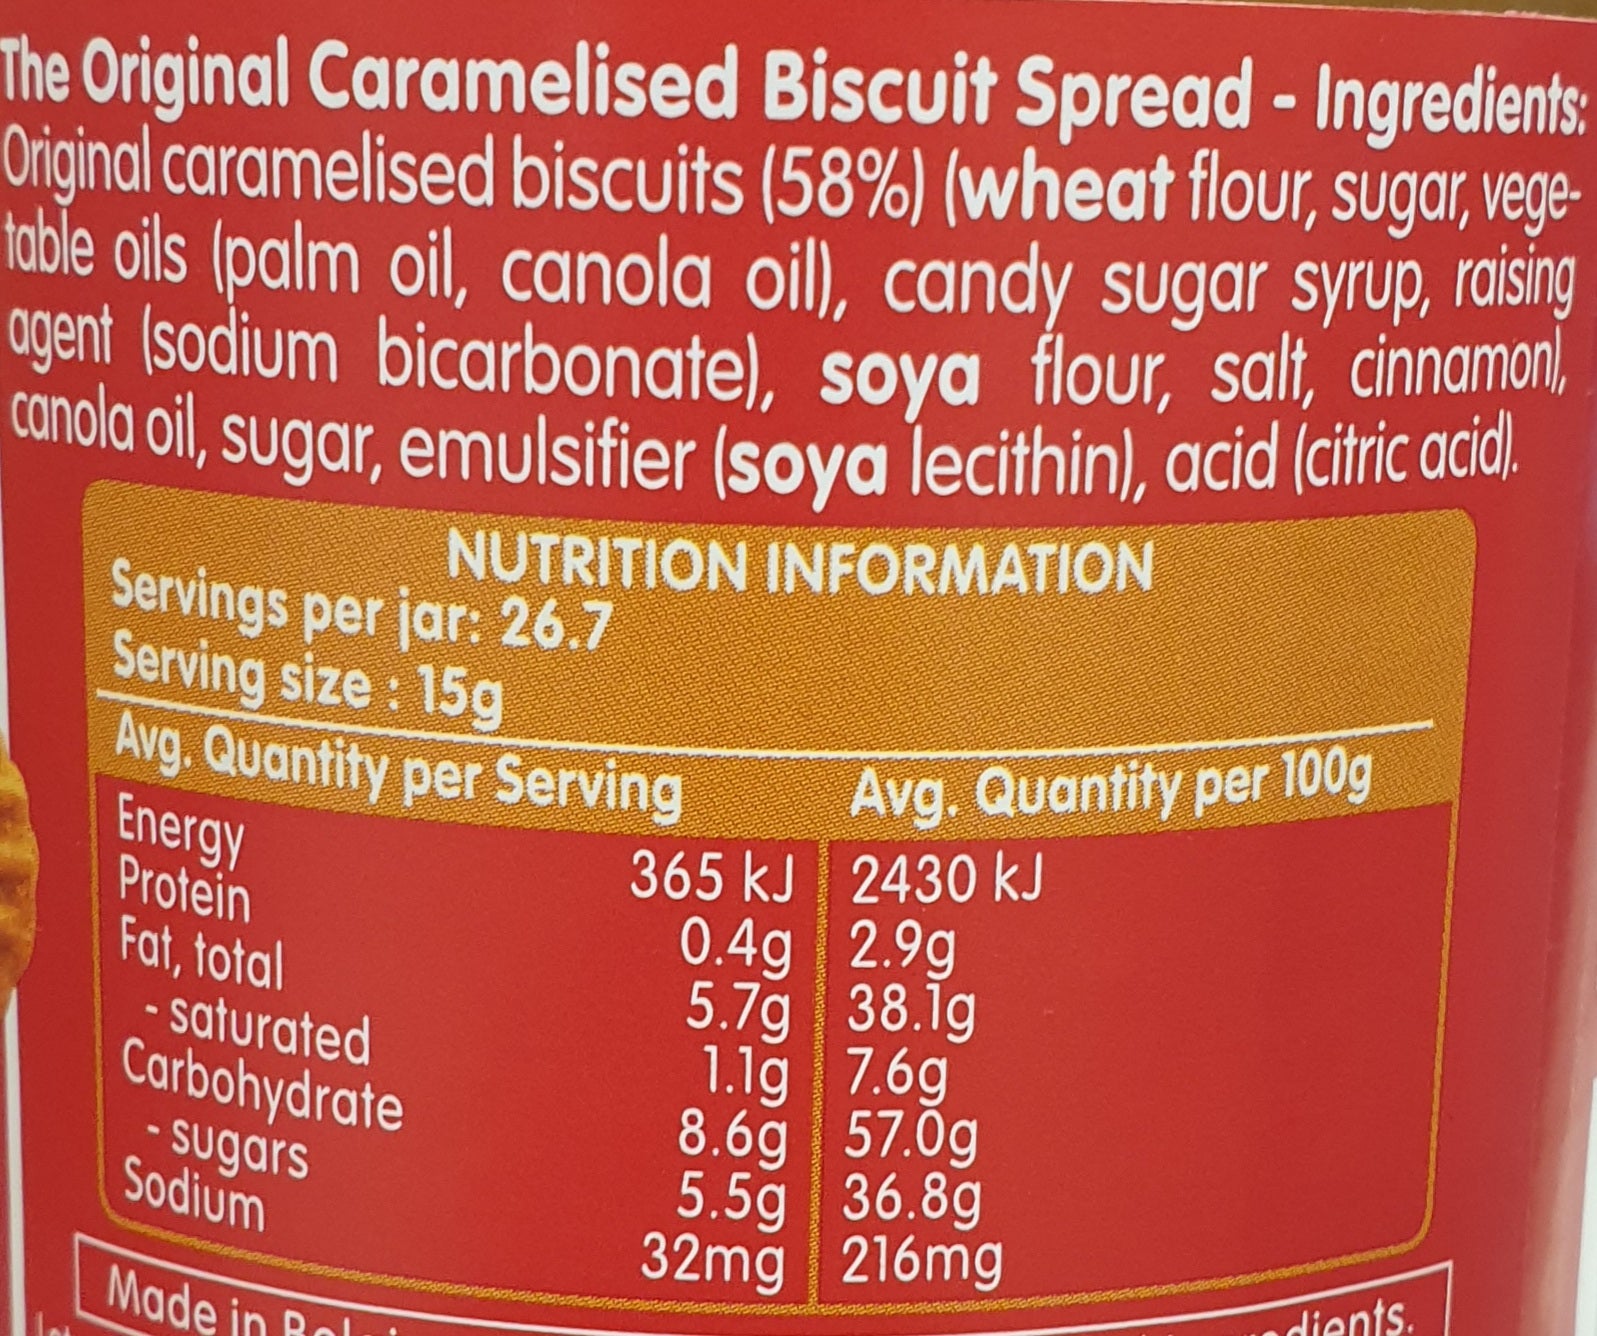 The Original Caramelised Biscuit Spread - Ingredients:
Original caramelised biscuits (58%) (wheat flour, sugar, vege-
table oils (palm oil, canola oil), candy sugar syrup, raising
agent (sodium bicarbonate), soya flour, salt, cinnamon),
canola oil, sugar, emulsifier (soya lecithin), acid (citric acid).
NUTRITION INFORMATION
Servings per jar: 26.7
Serving size : 15g
Avg. Quantity per Serving Avg. Quantity per 100g
Energy 365 kJ 2430 kJ
Protein 0.4g 2.9g
Fat, total 5.7g 38.1g
- saturated 1.1g 7.6g
Carbohydrate 8.6g 57.0g
- sugars 5.5g 36.8g
Sodium 32mg 216mg
Made in